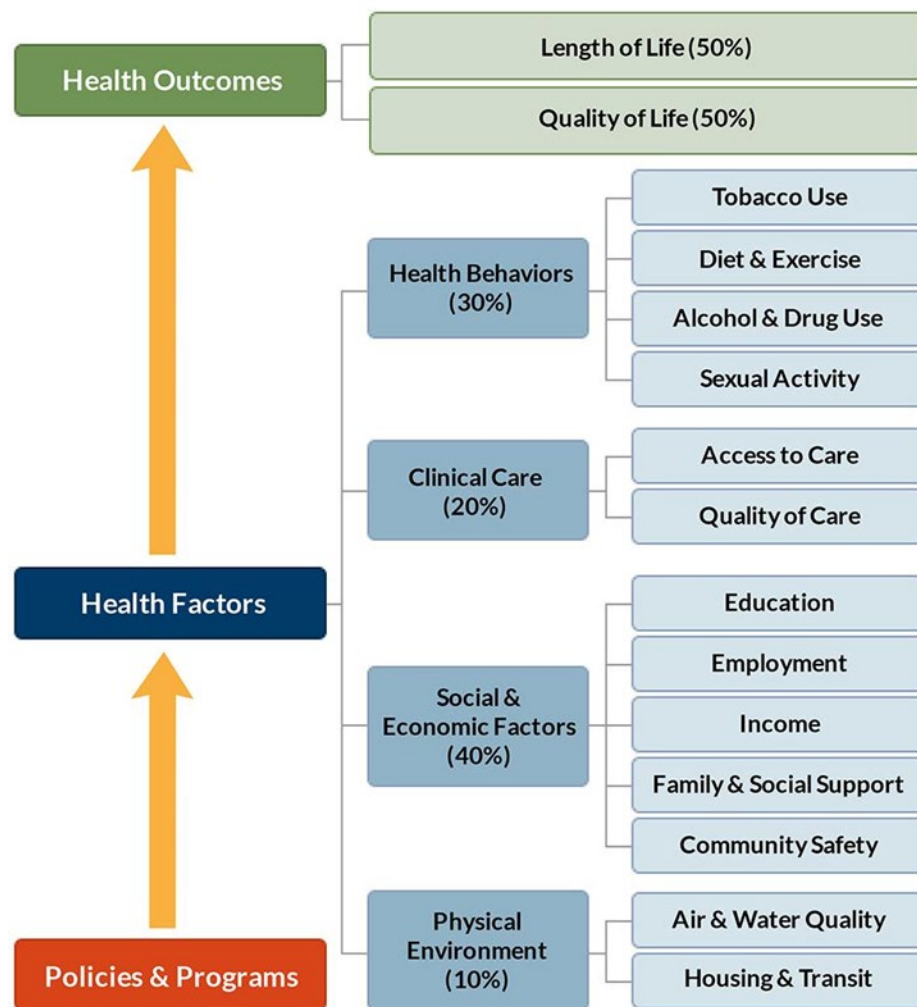 Health Outcomes
Length of Life (50%)
Quality of Life (50%)
Health Factors
Health Behaviors
(30%)
Tobacco Use
Diet & Exercise
Alcohol & Drug Use
Sexual Activity
Clinical Care
(20%)
Access to Care
Quality of Care
Social &
Economic Factors
(40%)
Education
Employment
Income
Family & Social Support
Community Safety
Physical
Environment
(10%)
Air & Water Quality
Housing & Transit
Policies & Programs